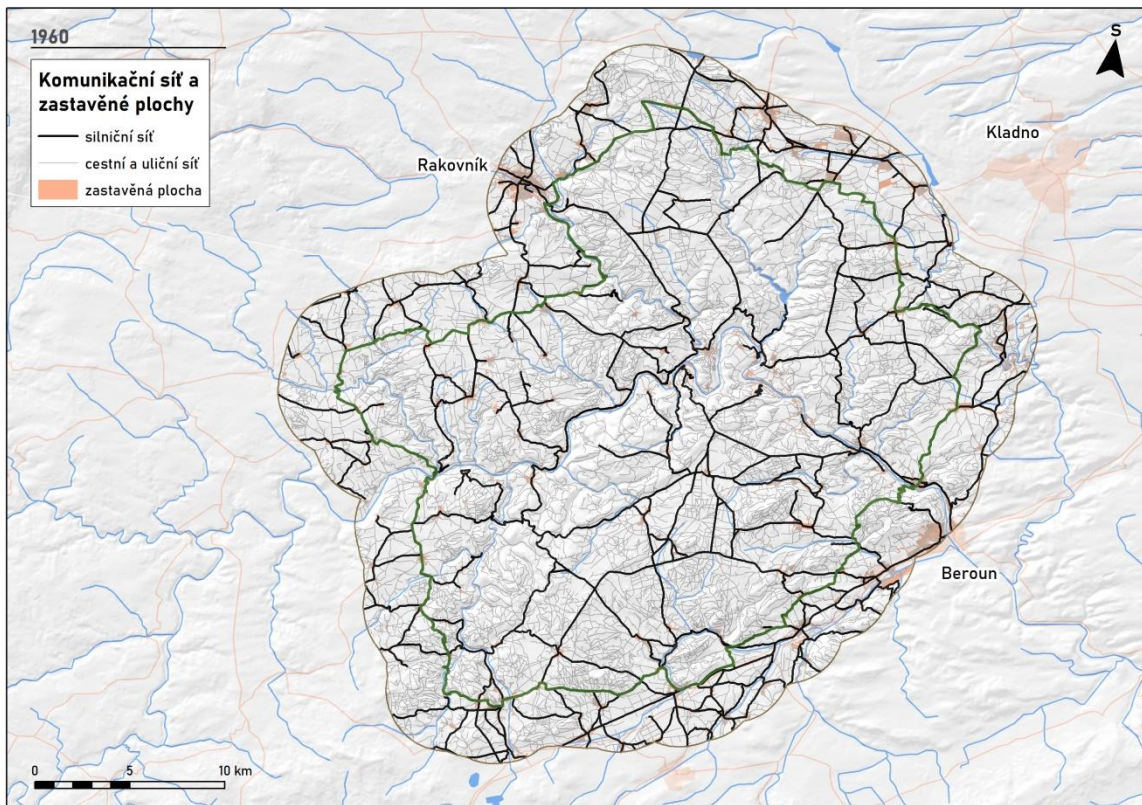 1960
Komunikační síť a
zastavěné plochy
silniční síť
cestní a uliční síť
zastavěná plocha
S
Kladno
Rakovník
Beroun
0 5 10 km